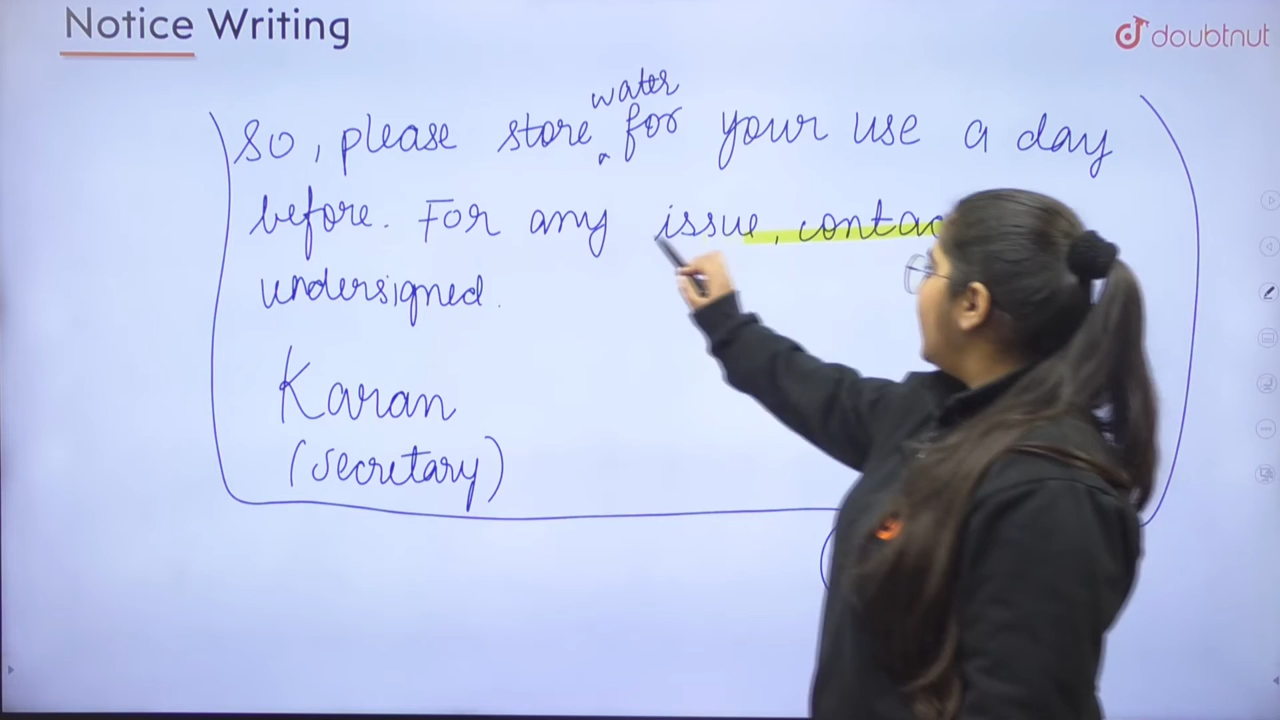 Notice Writing
doubtnut
So, please store water for your use a day
before. For any issue, contac
undersigned.
Karan
(Secretary)